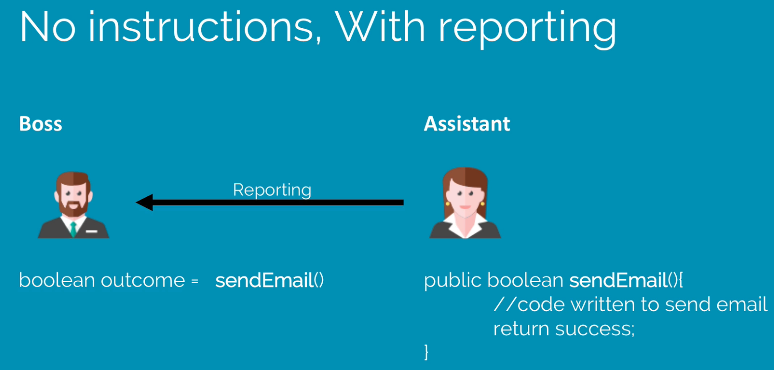 No instructions, With reporting
Boss
Assistant
Reporting
boolean outcome = sendEmail()
public boolean sendEmail(){
//code written to send email
return success;
}